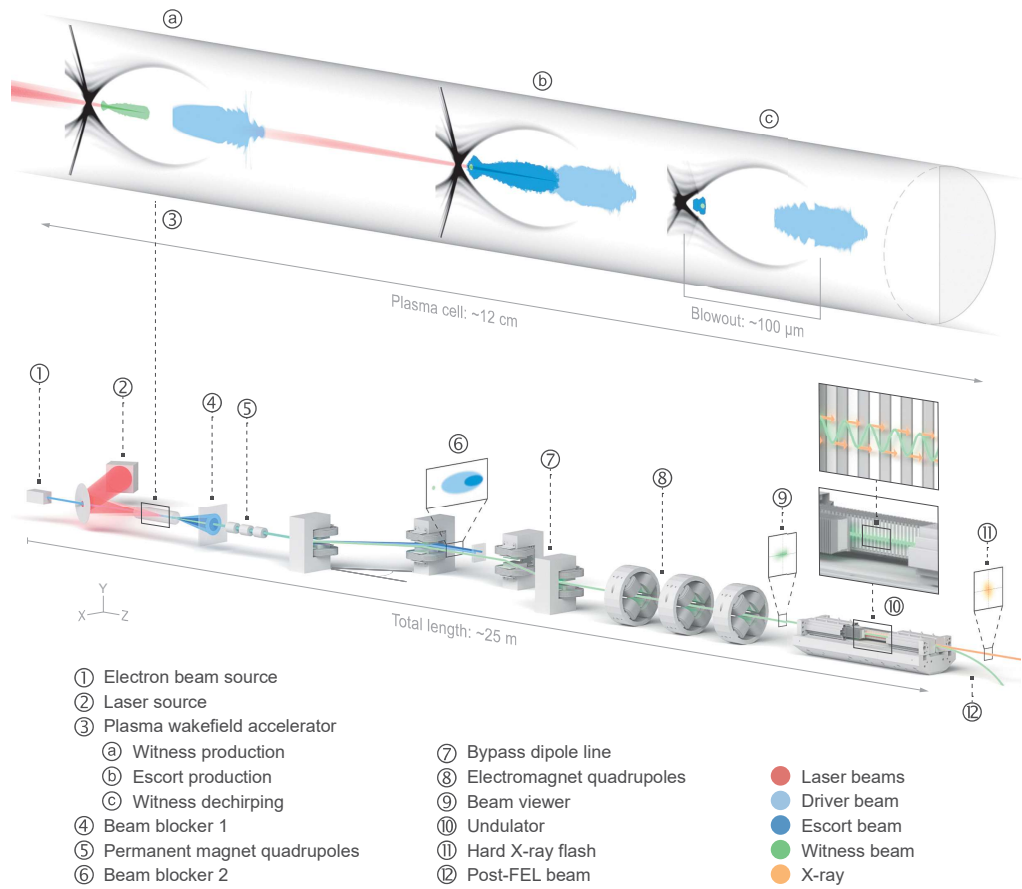 ⓐ
ⓑ
ⓒ
③
Plasma cell: ~12 cm
Blowout: ~100 µm
①
②
④
⑤
⑥
⑦
⑧
⑨
⑩
⑪
⑫
Y
X
Z
Total length: ~25 m
① Electron beam source
② Laser source
③ Plasma wakefield accelerator
ⓐ Witness production
ⓑ Escort production
ⓒ Witness dechirping
④ Beam blocker 1
⑤ Permanent magnet quadrupoles
⑥ Beam blocker 2
⑦ Bypass dipole line
⑧ Electromagnet quadrupoles
⑨ Beam viewer
⑩ Undulator
⑪ Hard X-ray flash
⑫ Post-FEL beam
Laser beams
Driver beam
Escort beam
Witness beam
X-ray